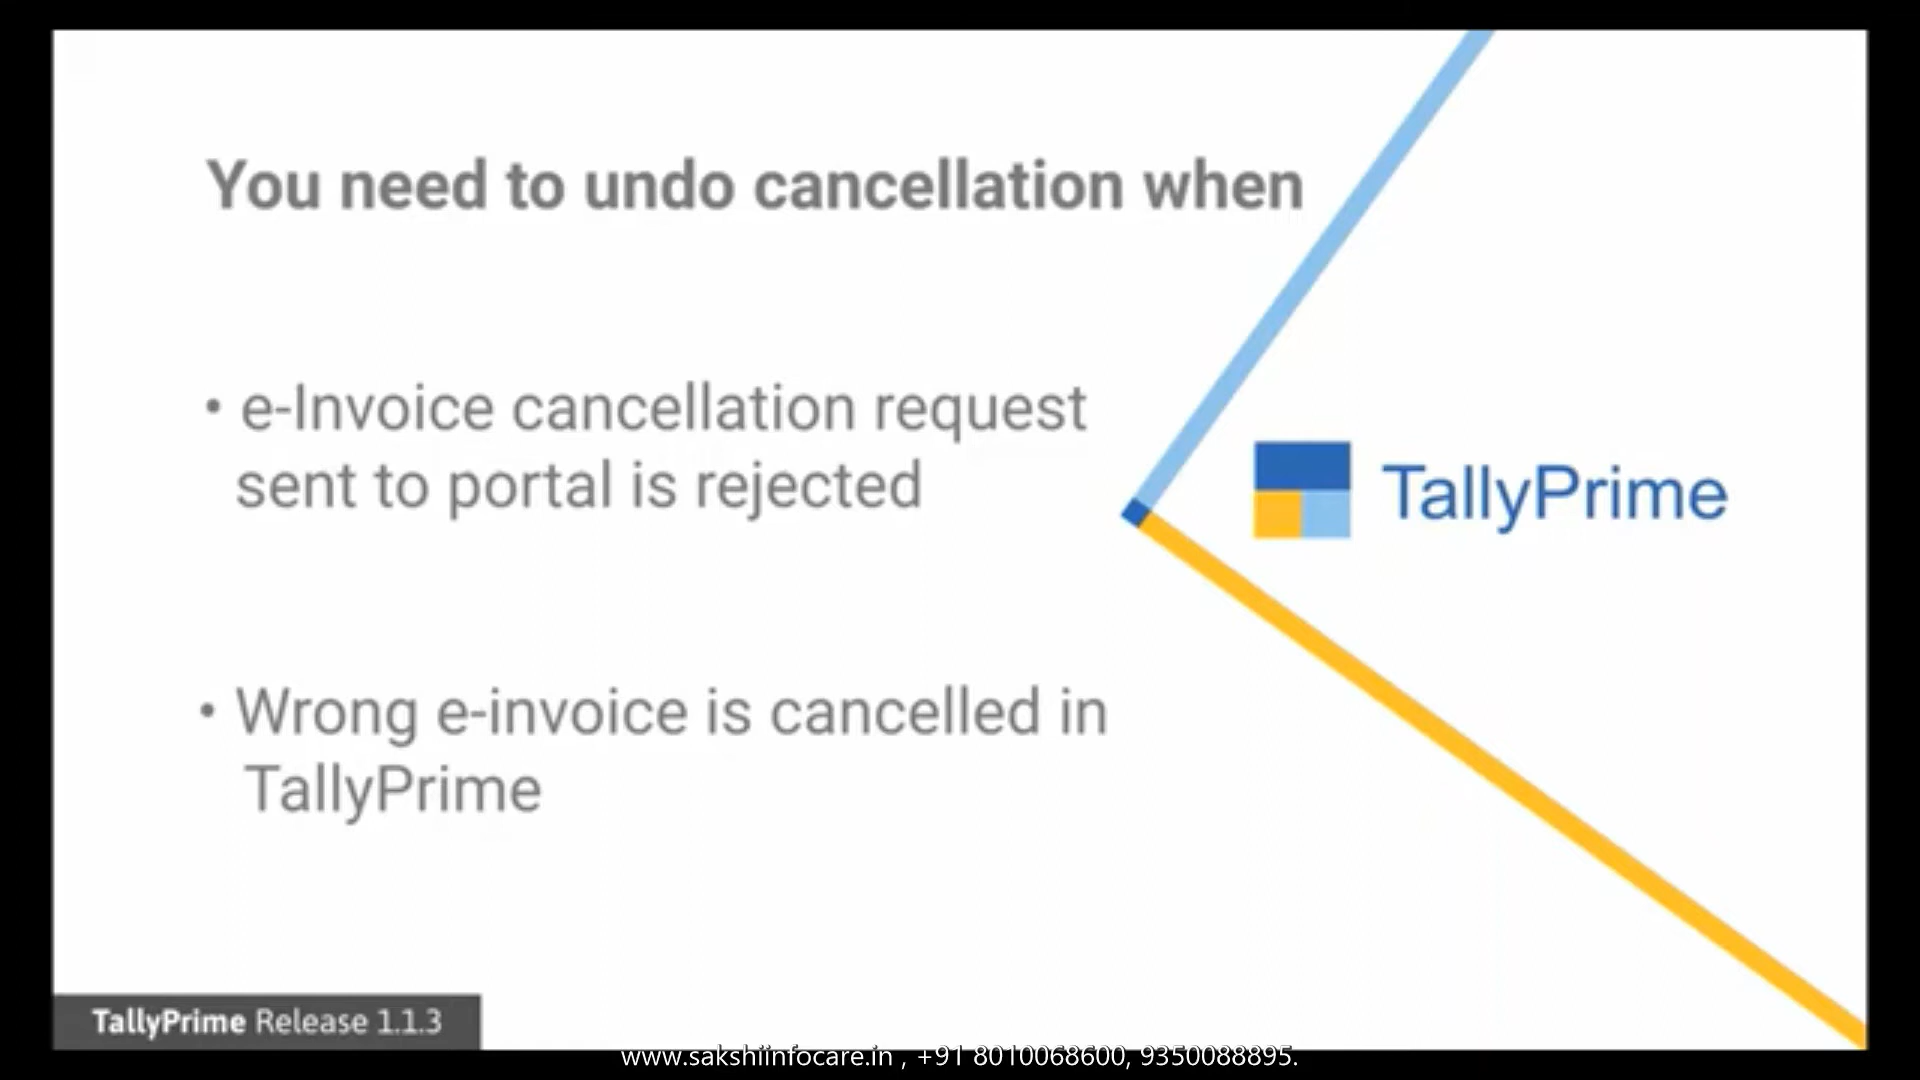 You need to undo cancellation when
• e-Invoice cancellation request
sent to portal is rejected
TallyPrime
• Wrong e-invoice is cancelled in
TallyPrime
TallyPrime Release 1.1.3
www.sakshiinfocare.in , +91 8010068600, 9350088895.